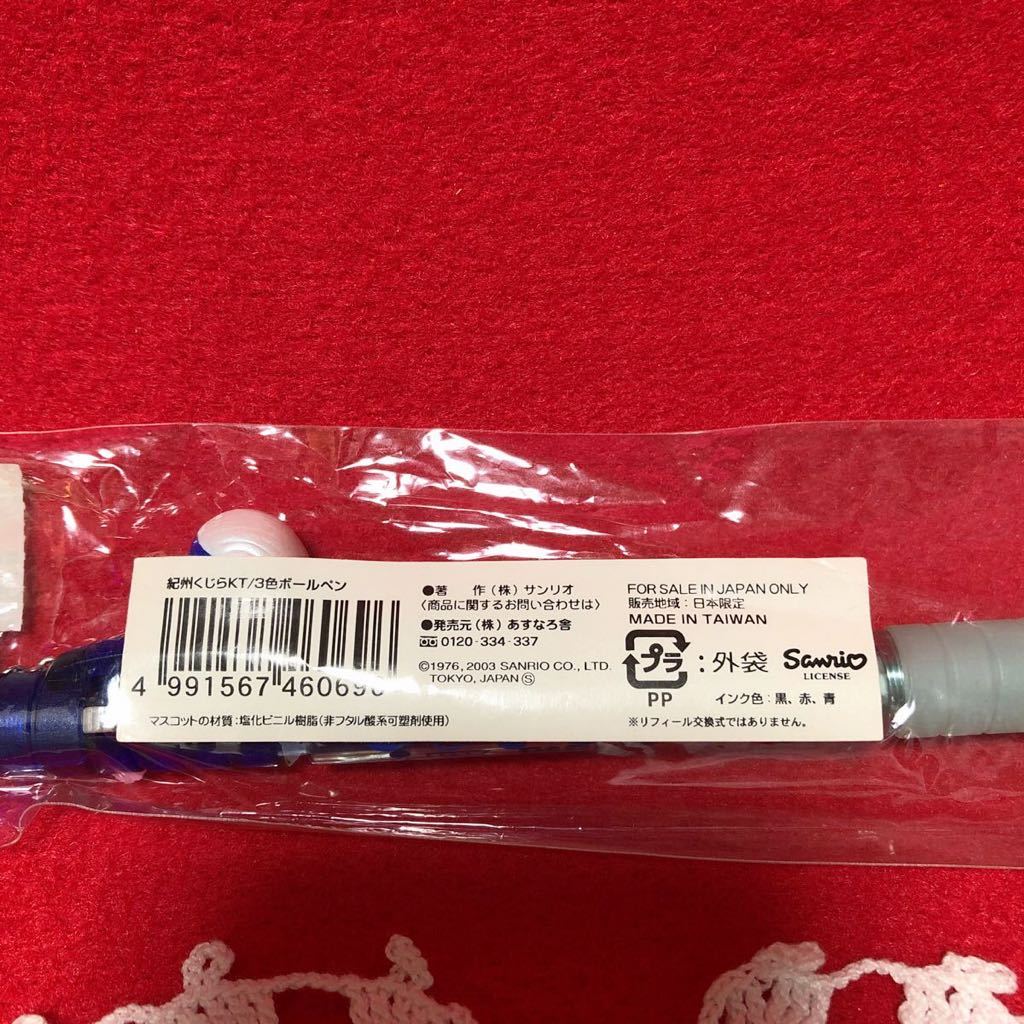 紀州くじらKT/3色ボールペン
4 991567 460690
マスコットの材質:塩化ビニル樹脂(非フタル酸系可塑剤使用)
●著 作(株)サンリオ
〈商品に関するお問い合わせは〉
●発売元(株)あすなろ舎
0120-334-337
©1976, 2003 SANRIO CO., LTD.
TOKYO, JAPAN Ⓢ
FOR SALE IN JAPAN ONLY
販売地域:日本限定
MADE IN TAIWAN
プラ:外袋
PP
Sanrio
LICENSE
インク色:黒、赤、青
※リフィール交換式ではありません。